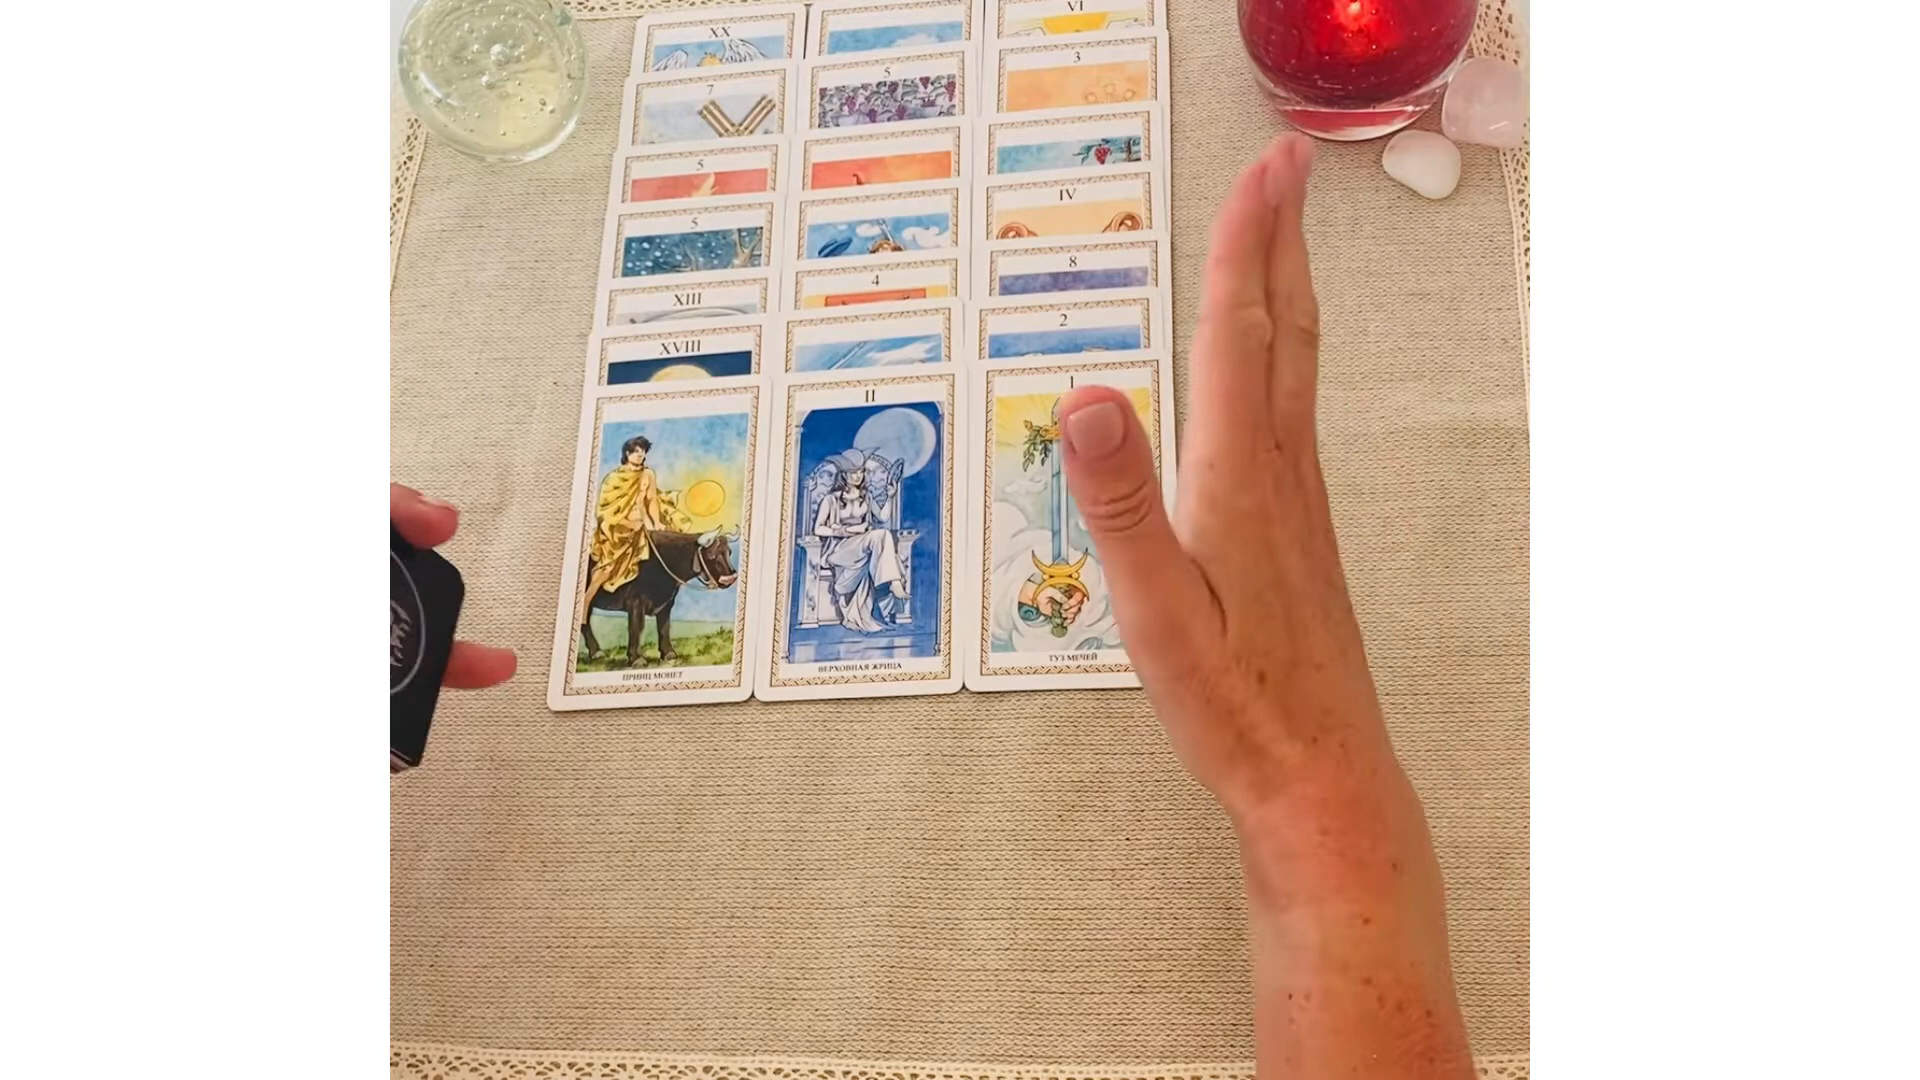 XX
VI
7
5
3
5
5
IV
XIII
4
8
XVIII
2
II
1
ПРИНЦ МОНЕТ
ВЕРХОВНАЯ ЖРИЦА
ТУЗ МЕЧЕЙ